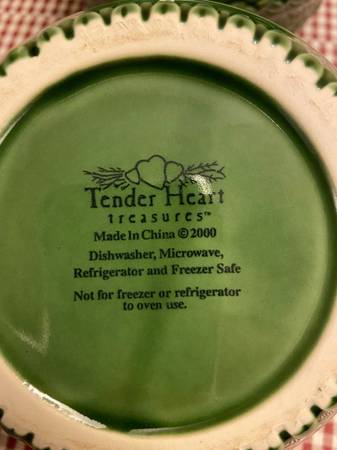 Tender Heart
treasures™
Made In China ©2000
Dishwasher, Microwave,
Refrigerator and Freezer Safe
Not for freezer or refrigerator
to oven use.